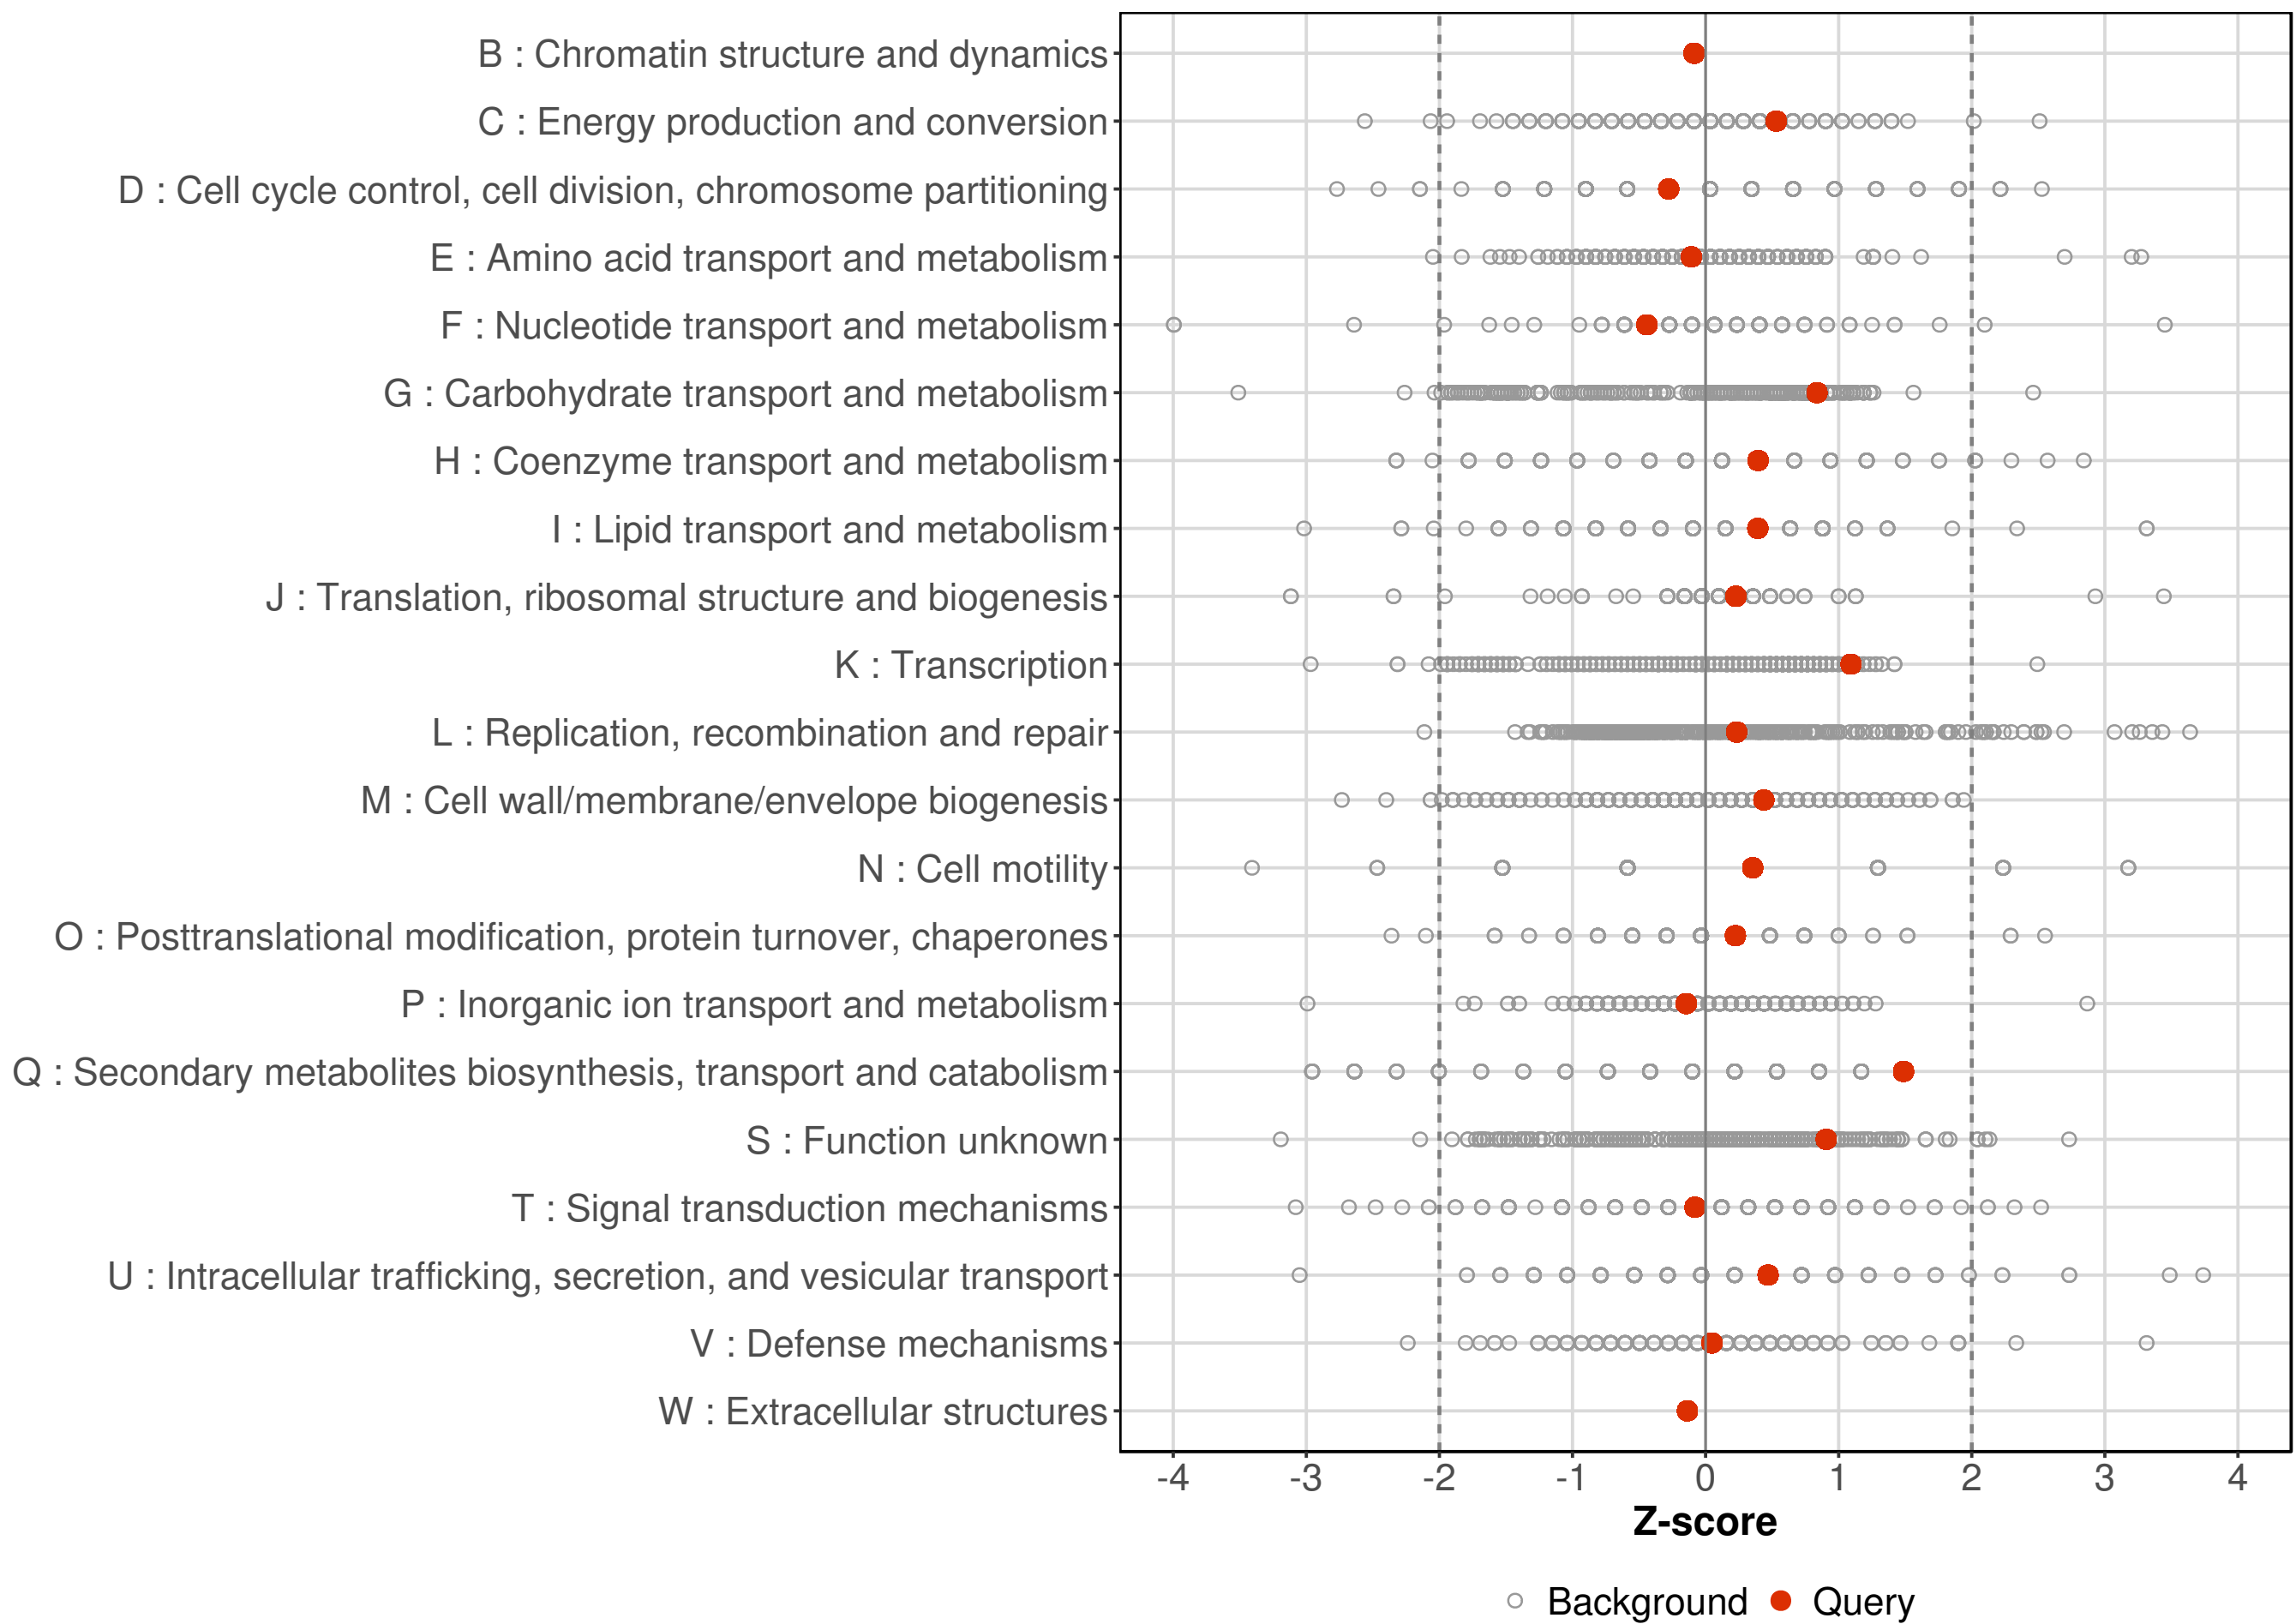 B : Chromatin structure and dynamics
C : Energy production and conversion
D : Cell cycle control, cell division, chromosome partitioning
E : Amino acid transport and metabolism
F : Nucleotide transport and metabolism
G : Carbohydrate transport and metabolism
H : Coenzyme transport and metabolism
I : Lipid transport and metabolism
J : Translation, ribosomal structure and biogenesis
K : Transcription
L : Replication, recombination and repair
M : Cell wall/membrane/envelope biogenesis
N : Cell motility
O : Posttranslational modification, protein turnover, chaperones
P : Inorganic ion transport and metabolism
Q : Secondary metabolites biosynthesis, transport and catabolism
S : Function unknown
T : Signal transduction mechanisms
U : Intracellular trafficking, secretion, and vesicular transport
V : Defense mechanisms
W : Extracellular structures
-4 -3 -2 -1 0 1 2 3 4
Z-score
Background Query